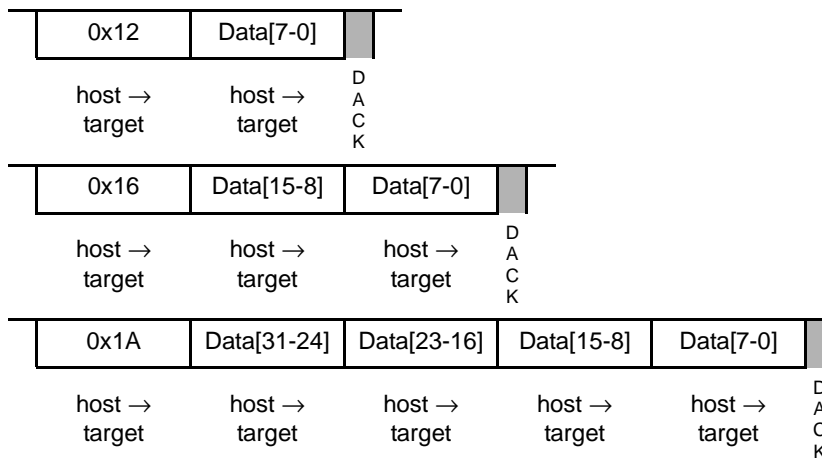 0x12 Data[7-0]
host → host →
target target
D
A
C
K
0x16 Data[15-8] Data[7-0]
host → host → host →
target target target
D
A
C
K
0x1A Data[31-24] Data[23-16] Data[15-8] Data[7-0]
host → host → host → host → host →
target target target target target
D
A
C
K